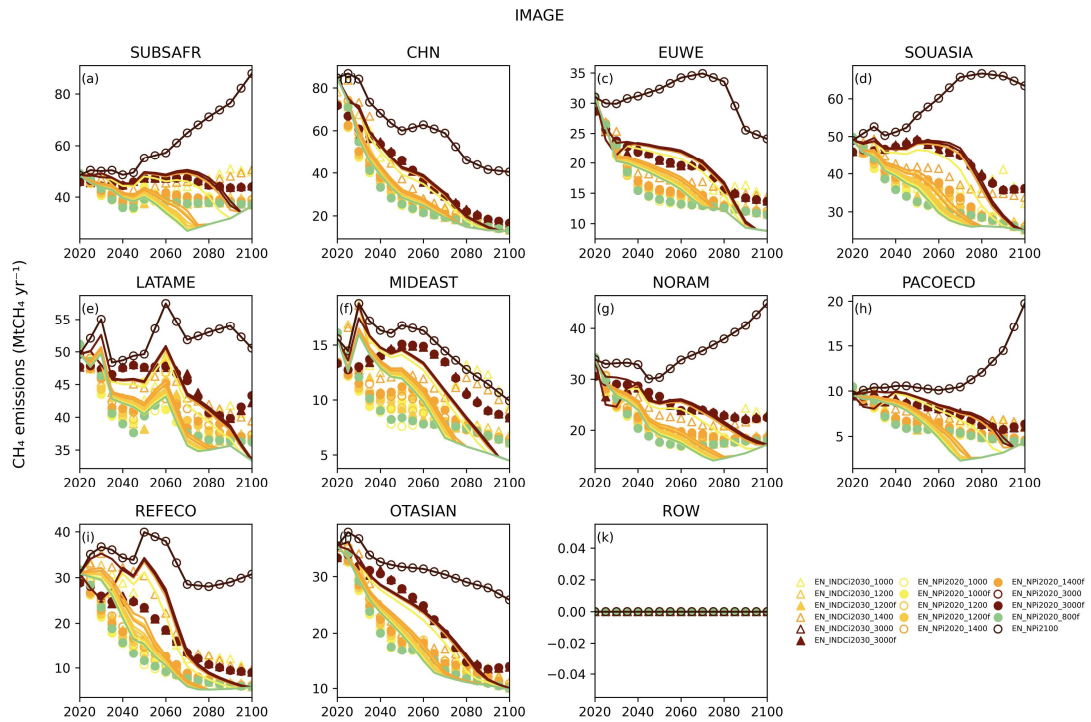 IMAGE
SUBSAFR
CHN
EUWE
SOUASIA
(a)
(b)
(c)
(d)
80
60
40
80
60
40
20
35
30
25
20
15
10
60
50
40
30
2020 2040 2060 2080 2100
2020 2040 2060 2080 2100
2020 2040 2060 2080 2100
2020 2040 2060 2080 2100
LATAME
MIDEAST
NORAM
PACOECD
(e)
(f)
(g)
(h)
CH₄ emissions (MtCH₄ yr⁻¹)
55
50
45
40
35
15
10
5
40
30
20
20
15
10
5
2020 2040 2060 2080 2100
2020 2040 2060 2080 2100
2020 2040 2060 2080 2100
2020 2040 2060 2080 2100
REFECO
OTASIAN
ROW
(i)
(k)
40
30
20
10
30
20
10
0.04
0.02
0.00
−0.02
−0.04
2020 2040 2060 2080 2100
2020 2040 2060 2080 2100
2020 2040 2060 2080 2100
EN_INDCi2030_1000
EN_INDCi2030_1200
EN_INDCi2030_1200f
EN_INDCi2030_1400
EN_INDCi2030_3000
EN_INDCi2030_3000f
EN_NPi2020_1000
EN_NPi2020_1000f
EN_NPi2020_1200
EN_NPi2020_1200f
EN_NPi2020_1400
EN_NPi2020_1400f
EN_NPi2020_3000
EN_NPi2020_3000f
EN_NPi2020_800f
EN_NPi2100